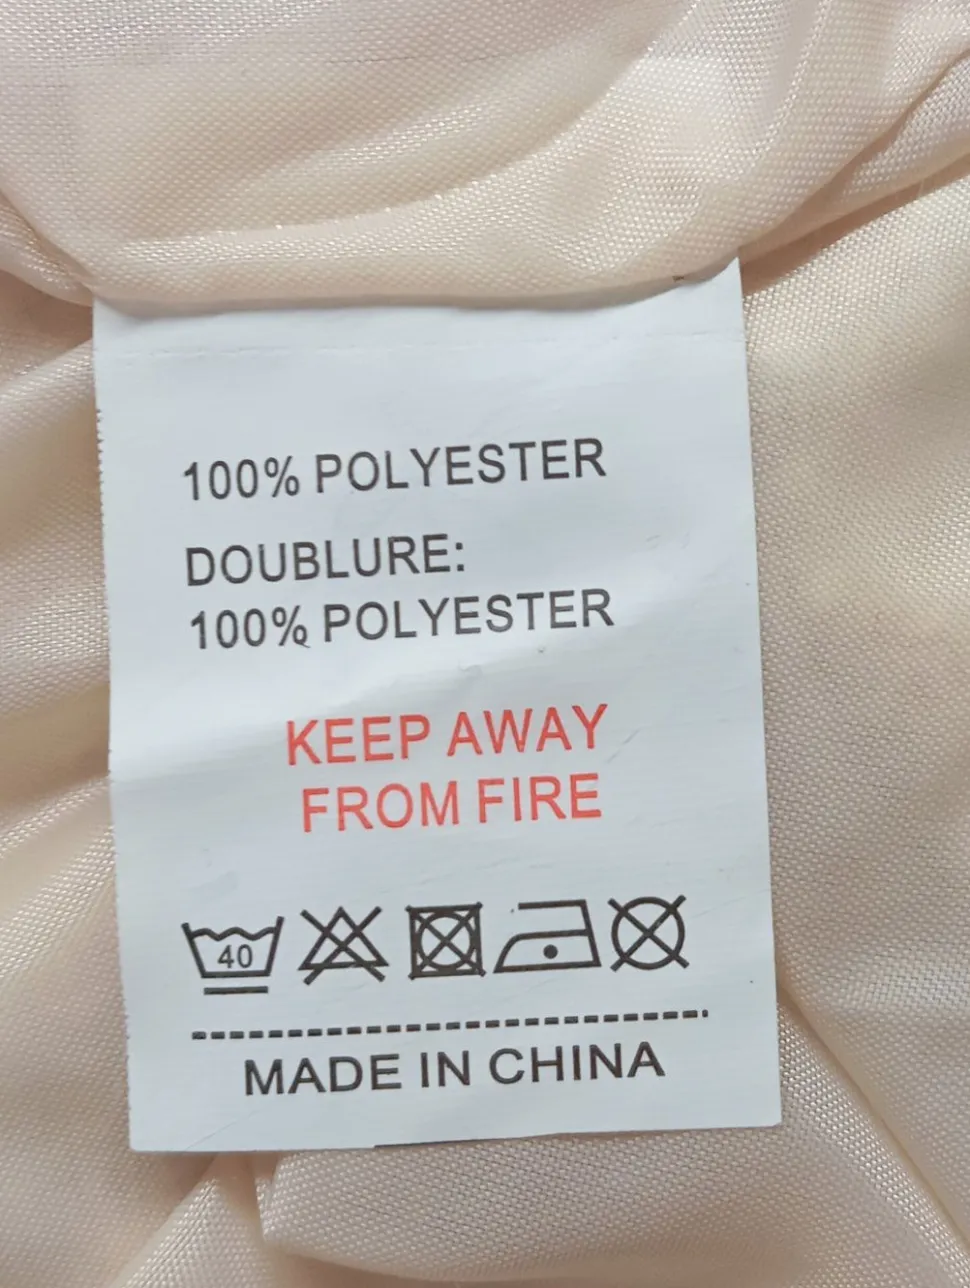 100% POLYESTER
DOUBLURE:
100% POLYESTER
KEEP AWAY
FROM FIRE
40
MADE IN CHINA